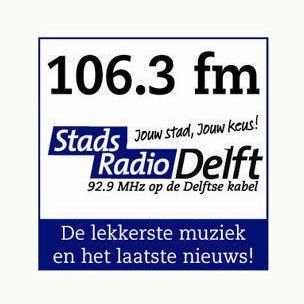 106.3 fm
Jouw stad, Jouw keus!
Stads
Radio Delft
92.9 MHz op de Delftse kabel
De lekkerste muziek
en het laatste nieuws!